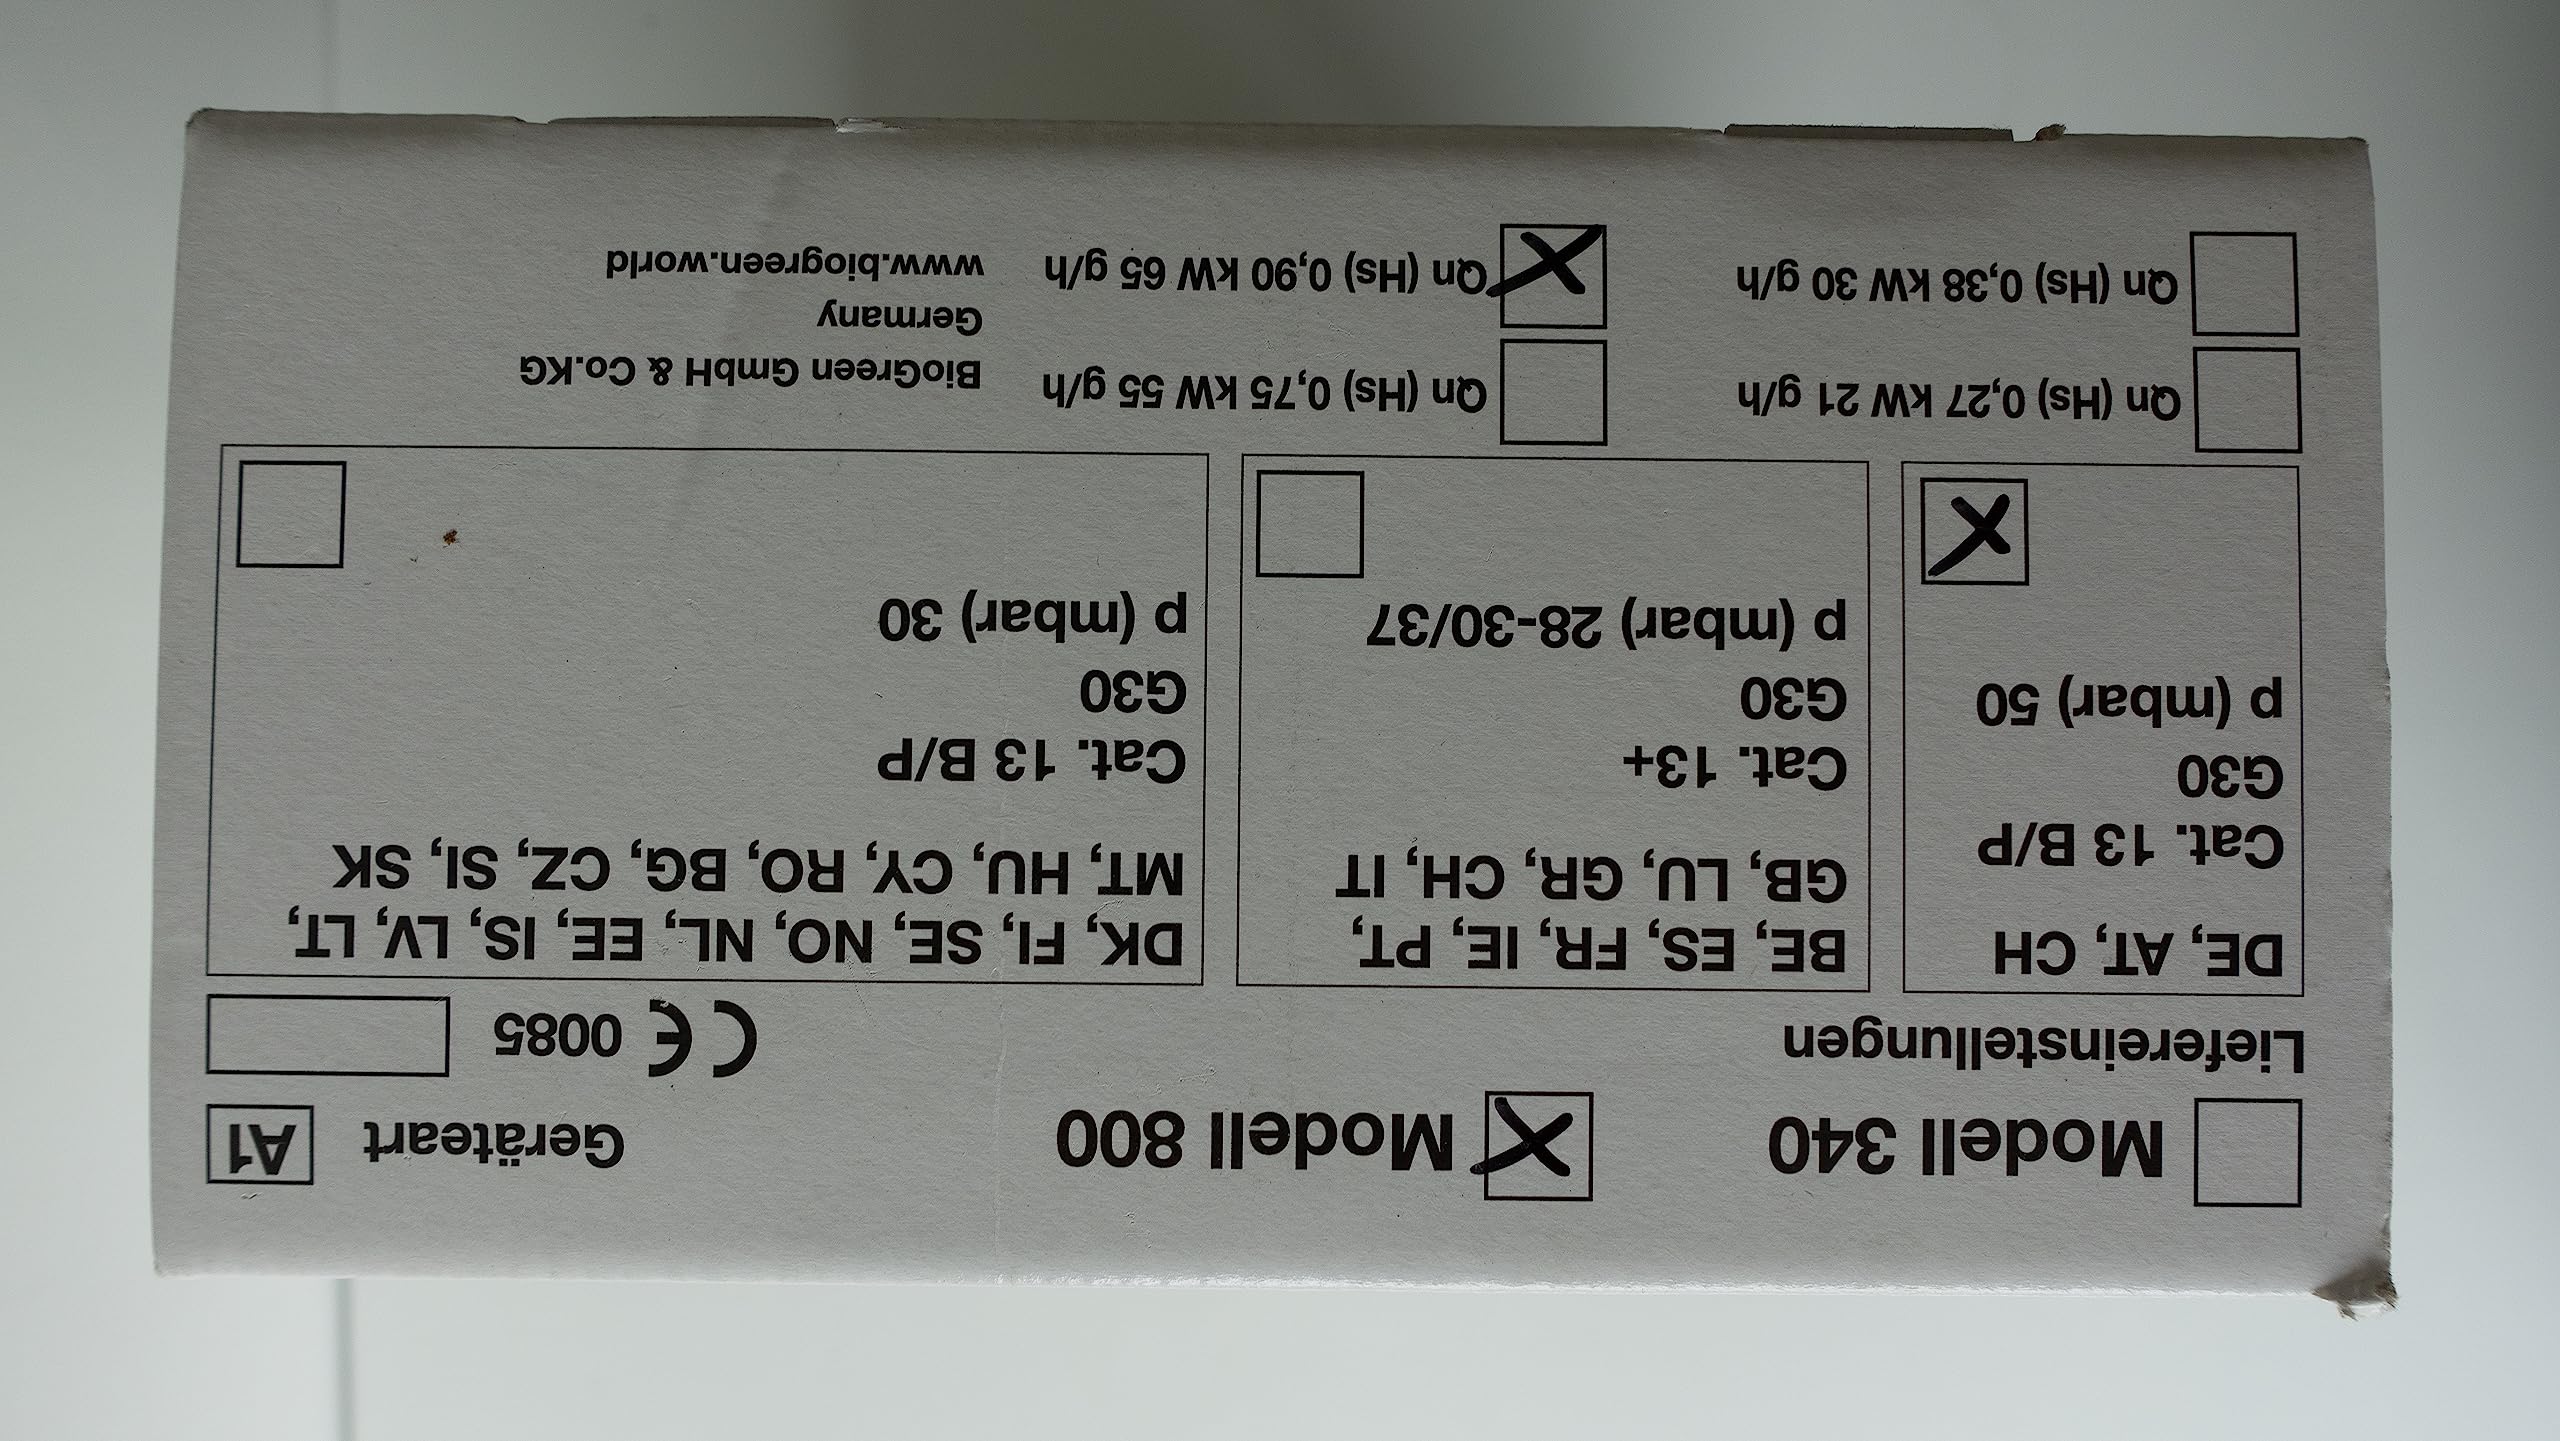 Modell 340
Modell 800
Geräteart A1
Liefereinstellungen
CE 0085
DE, AT, CH
Cat. 13 B/P
G30
p (mbar) 50
BE, ES, FR, IE, PT,
GB, LU, GR, CH, IT
Cat. 13+
G30
p (mbar) 28-30/37
DK, FI, SE, NO, NL, EE, IS, LV, LT,
MT, HU, CY, RO, BG, CZ, SI, SK
Cat. 13 B/P
G30
p (mbar) 30
Qn (Hs) 0,27 kW 21 g/h
Qn (Hs) 0,38 kW 30 g/h
Qn (Hs) 0,75 kW 55 g/h
Qn (Hs) 0,90 kW 65 g/h
BioGreen GmbH & Co.KG
Germany
www.biogreen.world